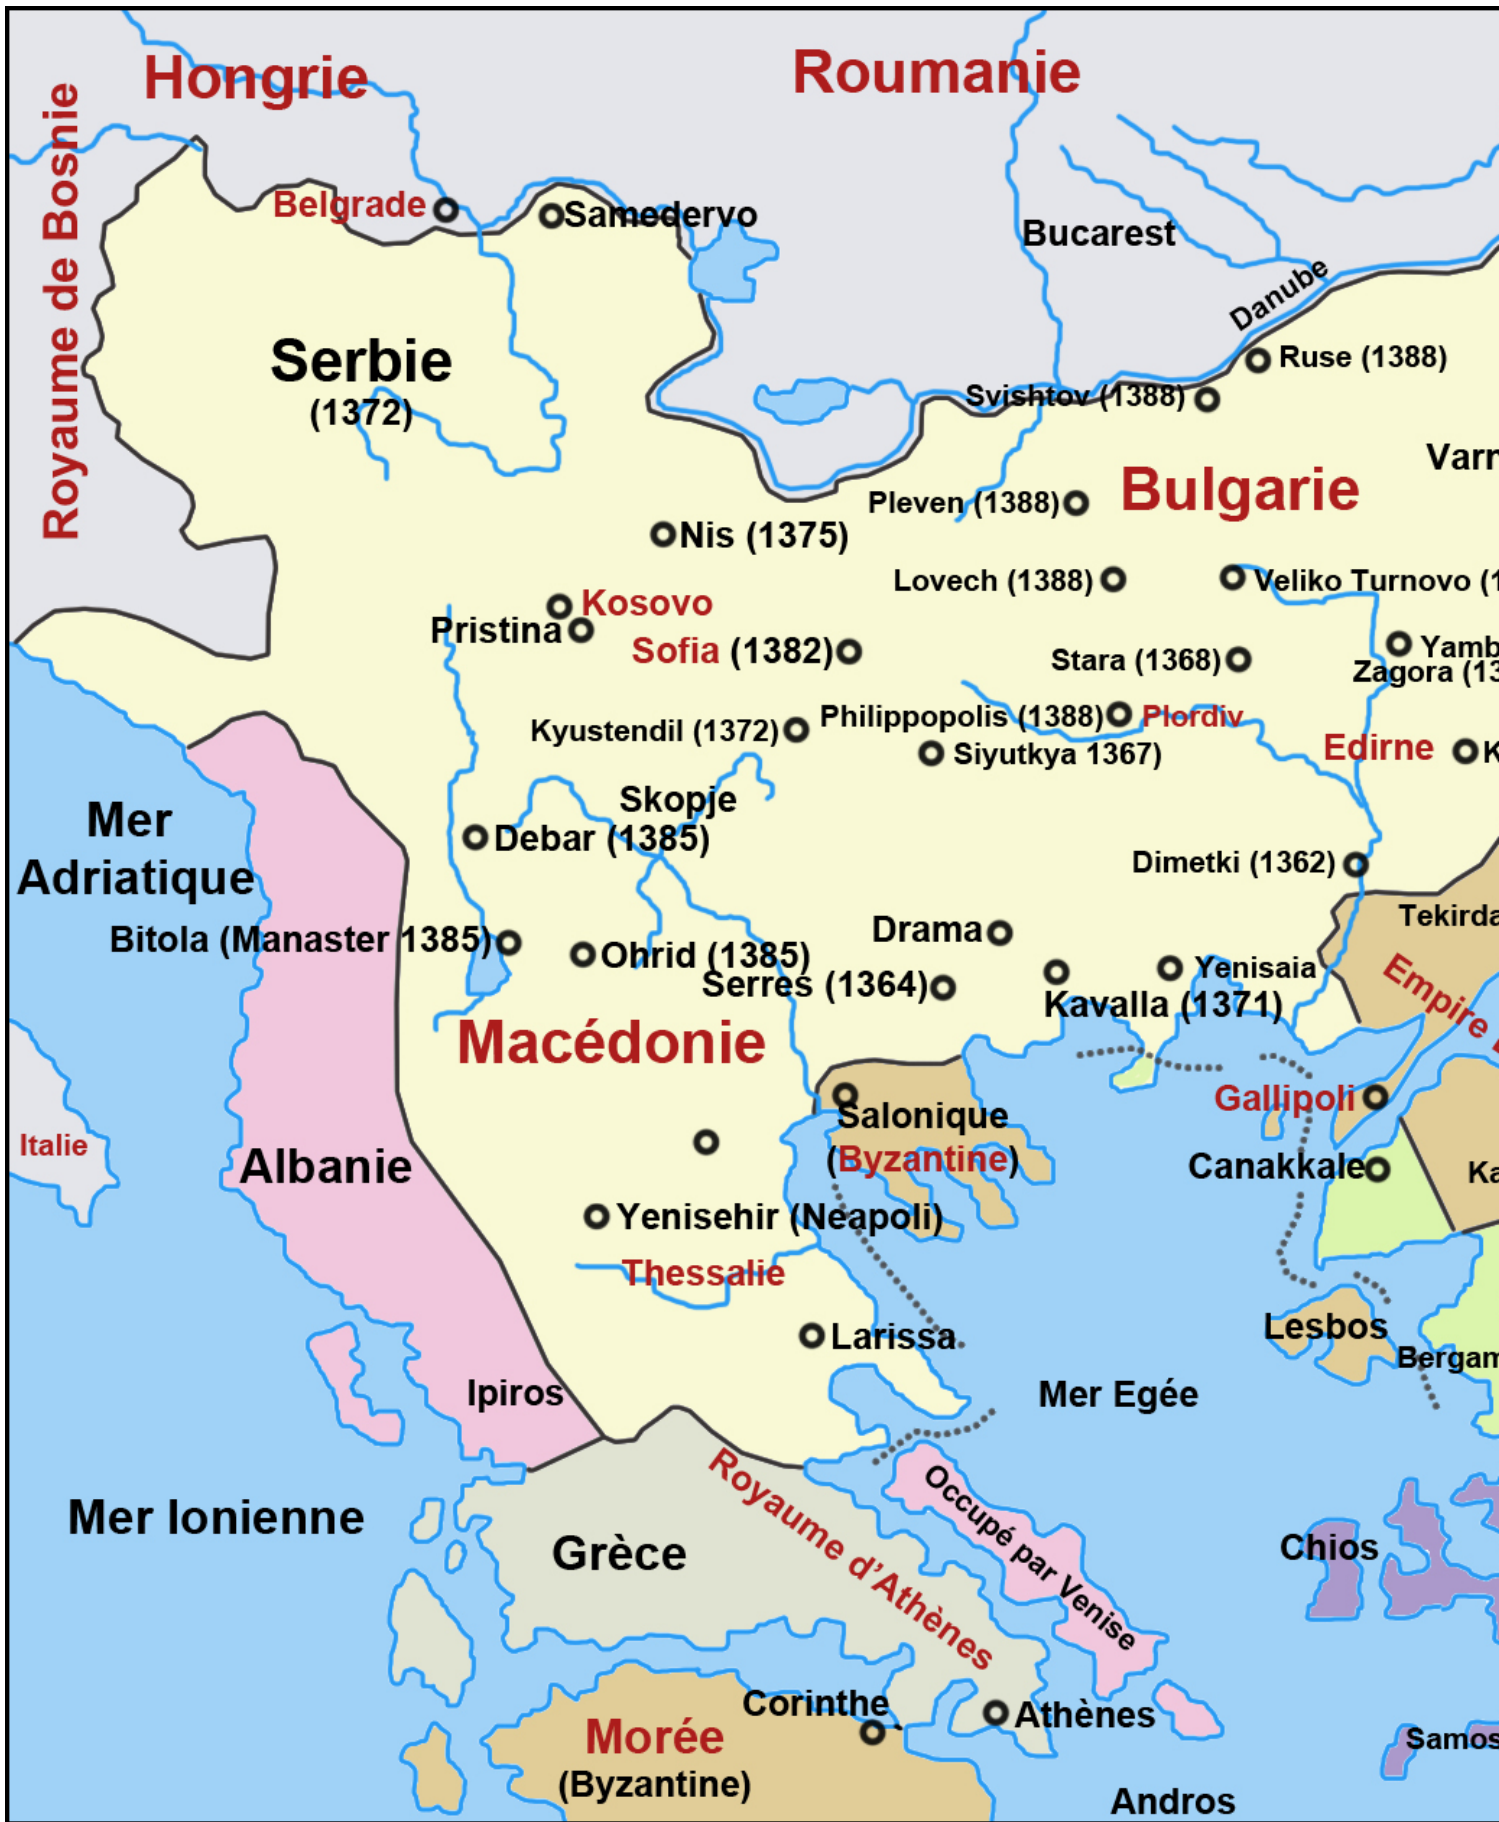 Hongrie
Roumanie
Royaume de Bosnie
Belgrade
Samedervo
Bucarest
Danube
Serbie
(1372)
Ruse (1388)
Svishtov (1388)
Varn
Bulgarie
Pleven (1388)
Nis (1375)
Lovech (1388)
Veliko Turnovo (1
Kosovo
Pristina
Sofia (1382)
Stara (1368)
Yamb
Zagora (13
Kyustendil (1372)
Philippopolis (1388)
Plordiv
Siyutkya 1367)
Edirne
K
Mer
Adriatique
Skopje
Debar (1385)
Dimetki (1362)
Tekirda
Bitola (Manaster 1385)
Ohrid (1385)
Drama
Serres (1364)
Yenisaia
Kavalla (1371)
Empire
Macédonie
Gallipoli
Salonique
(Byzantine)
Italie
Albanie
Canakkale
Ka
Yenisehir (Neapoli)
Thessalie
Larissa
Lesbos
Bergam
Ipiros
Mer Egée
Mer Ionienne
Grèce
Royaume d'Athènes
Occupé par Venise
Chios
Corinthe
Athènes
Morée
(Byzantine)
Samos
Andros